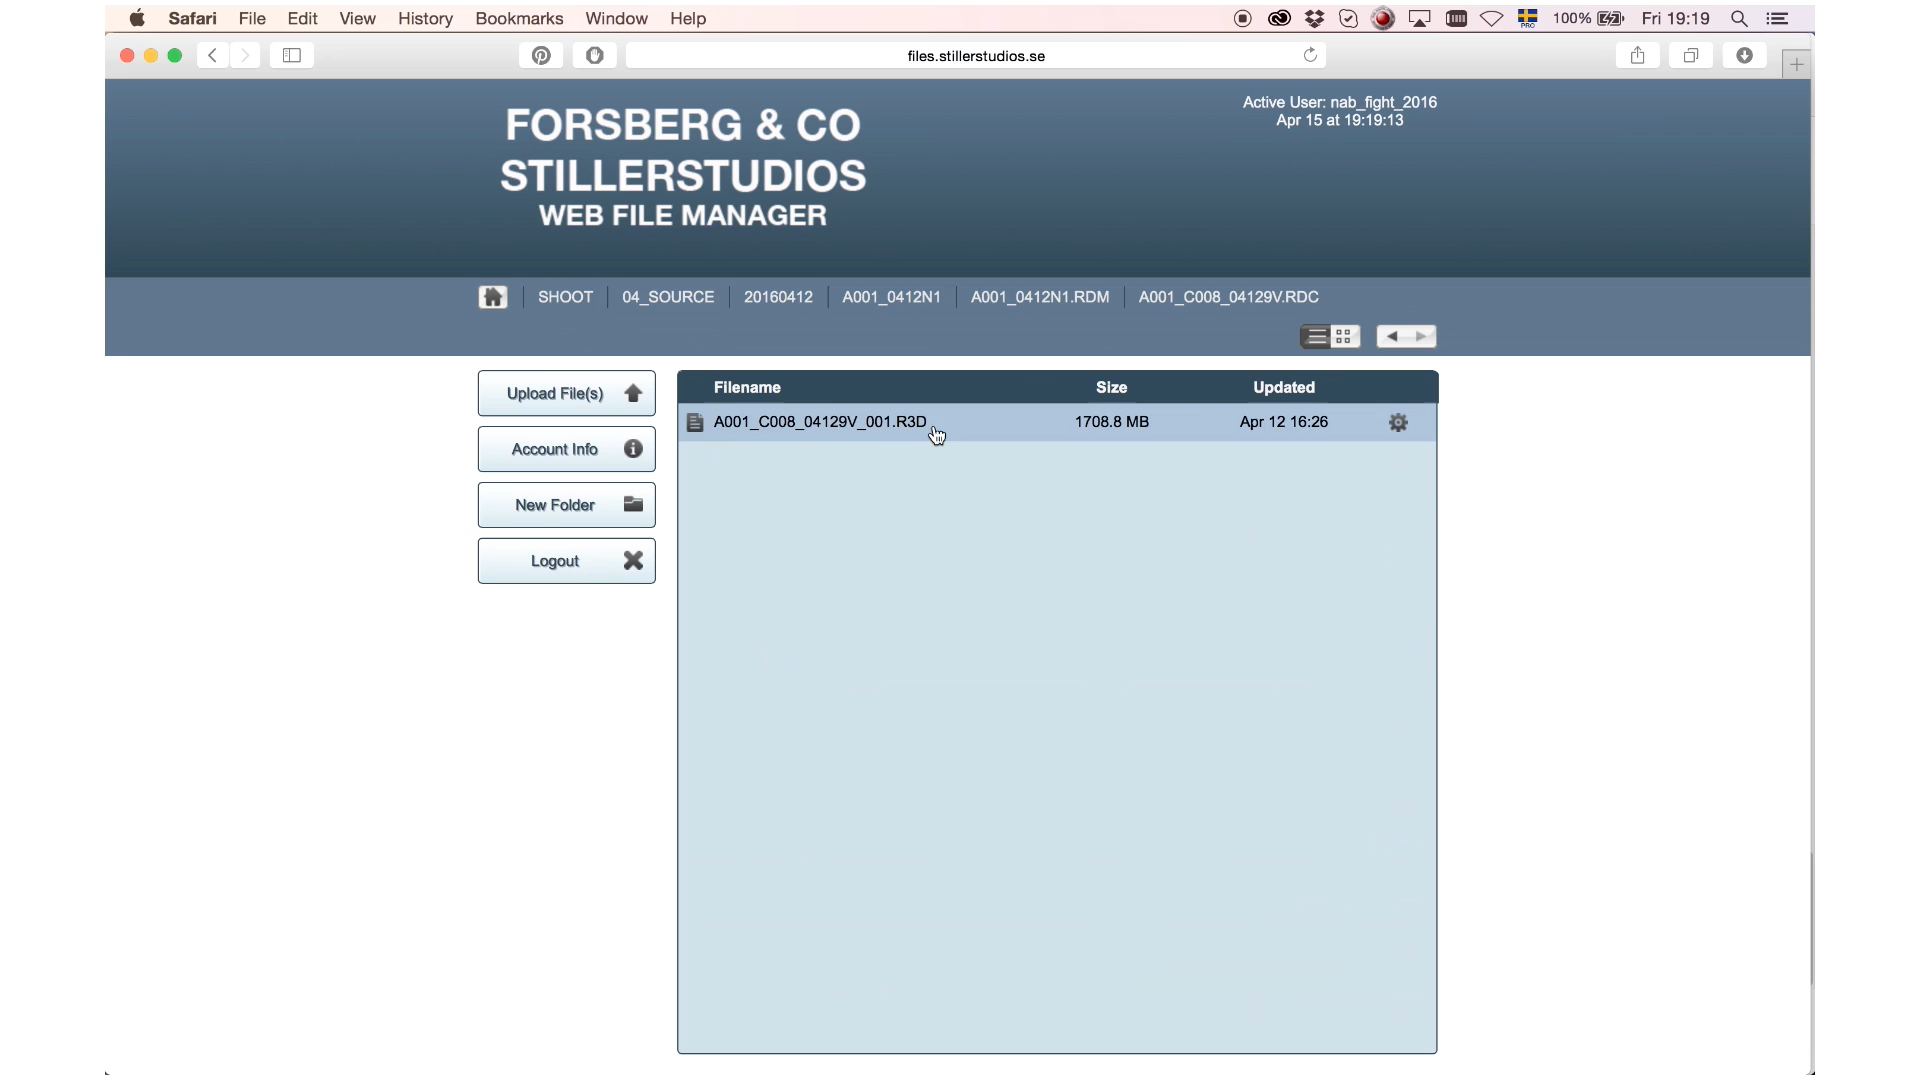 Safari File Edit View History Bookmarks Window Help 100% Fri 19:19
PRO
files.stillerstudios.se
Active User: nab_fight_2016
Apr 15 at 19:19:13
FORSBERG & CO
STILLERSTUDIOS
WEB FILE MANAGER
SHOOT 04_SOURCE 20160412 A001_0412N1 A001_0412N1.RDM A001_C008_04129V.RDC
Upload File(s)
Account Info
New Folder
Logout
Filename Size Updated
A001_C008_04129V_001.R3D 1708.8 MB Apr 12 16:26